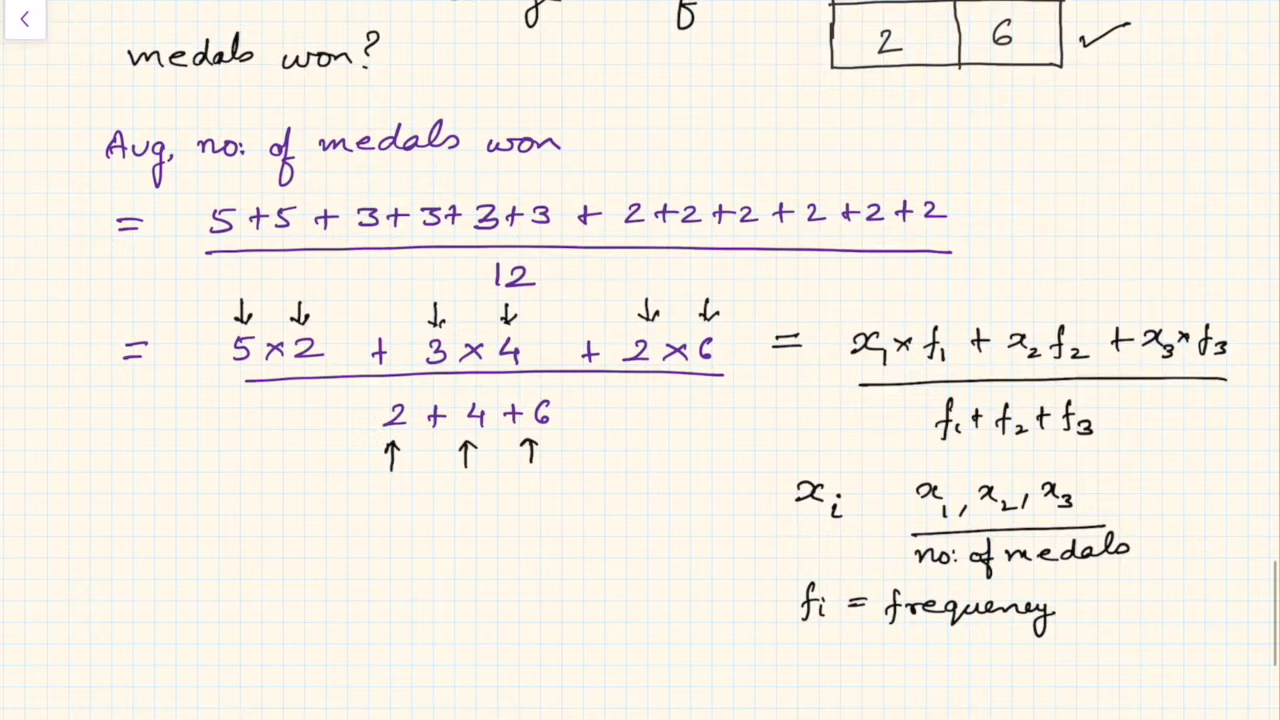 2 6 ✓
medals won?
Avg. no: of medals won
= 5+5 + 3+3+3+3 + 2+2+2+2+2+2
12
↓ ↓ ↓ ↓ ↓ ↓
= 5×2 + 3×4 + 2×6 = x₁×f₁ + x₂f₂ + x₃×f₃
2 + 4 + 6 f₁ + f₂ + f₃
↑ ↑ ↑
xᵢ x₁, x₂, x₃
no: of medals
fi = frequency